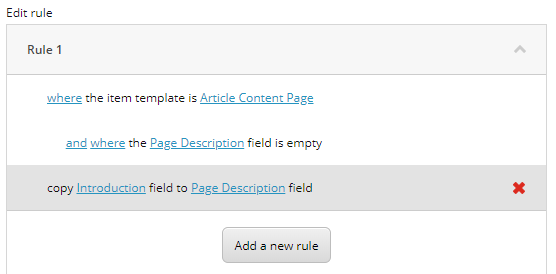 Edit rule
Rule 1
where the item template is Article Content Page
and where the Page Description field is empty
copy Introduction field to Page Description field
Add a new rule